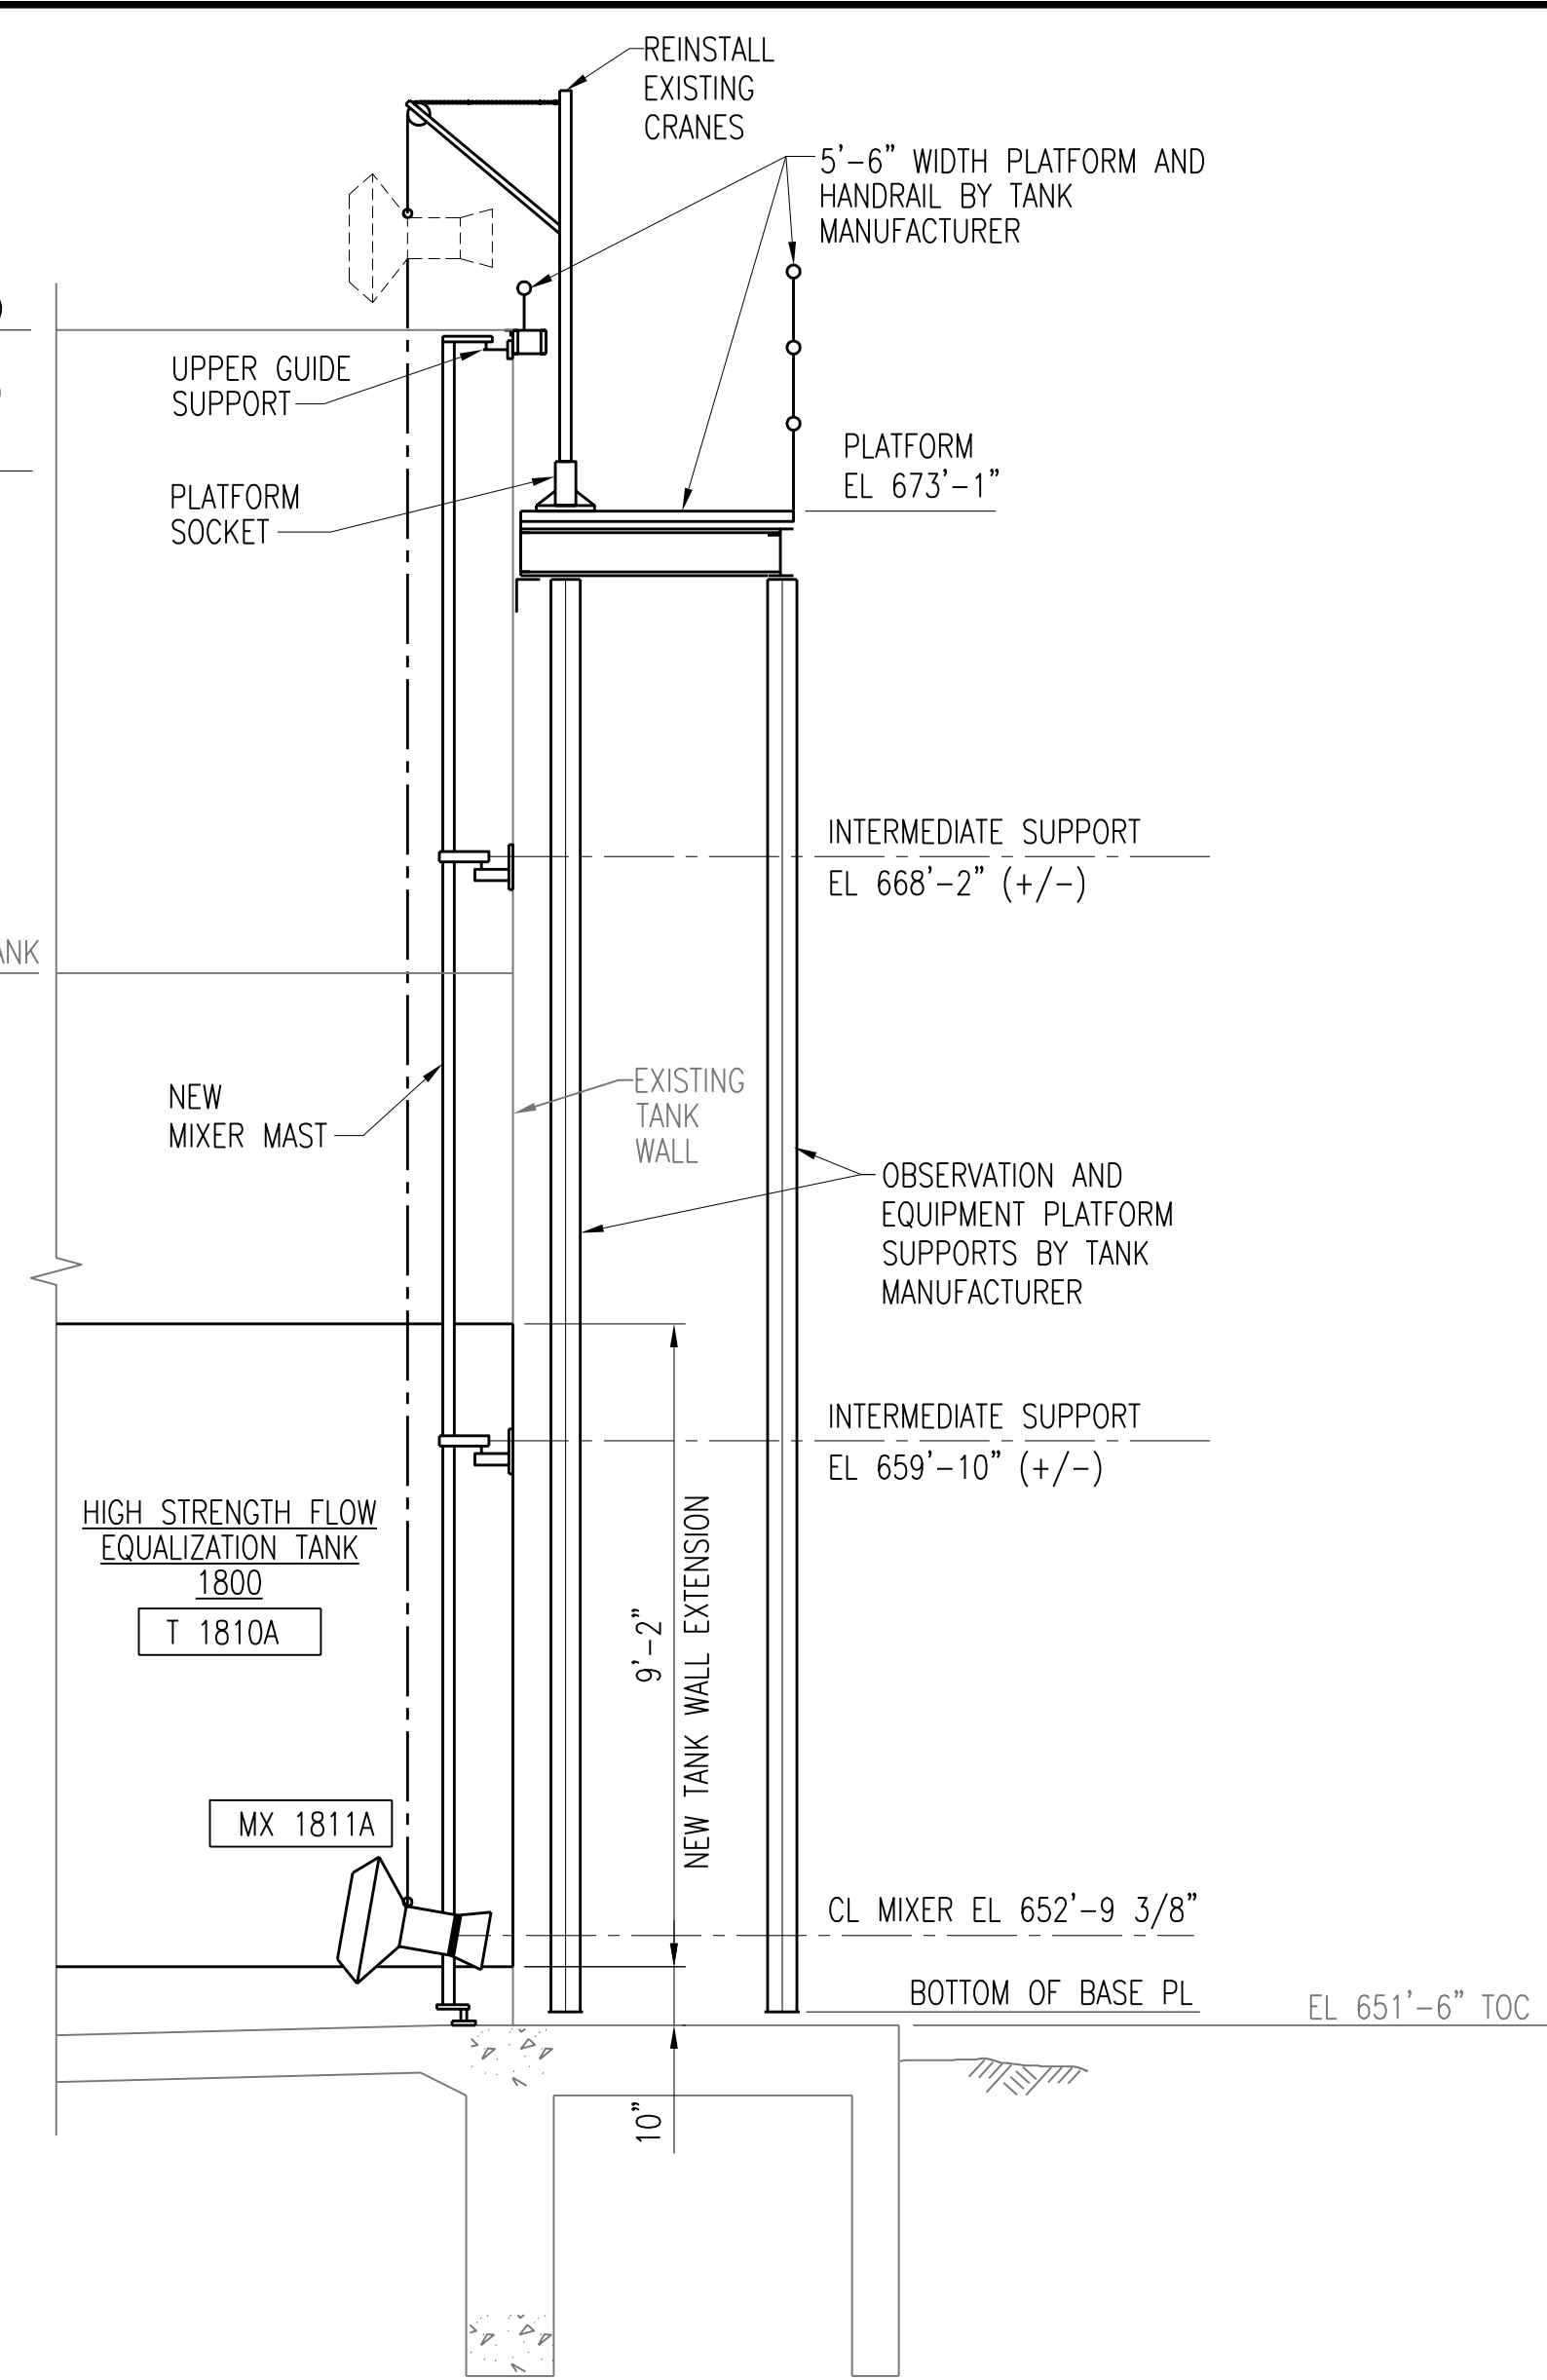 REINSTALL
EXISTING
CRANES
5'-6" WIDTH PLATFORM AND
HANDRAIL BY TANK
MANUFACTURER
UPPER GUIDE
SUPPORT
PLATFORM
EL 673'-1"
PLATFORM
SOCKET
INTERMEDIATE SUPPORT
EL 668'-2" (+/-)
NEW
MIXER MAST
EXISTING
TANK
WALL
OBSERVATION AND
EQUIPMENT PLATFORM
SUPPORTS BY TANK
MANUFACTURER
INTERMEDIATE SUPPORT
EL 659'-10" (+/-)
HIGH STRENGTH FLOW
EQUALIZATION TANK
1800
T 1810A
9'-2"
NEW TANK WALL EXTENSION
MX 1811A
CL MIXER EL 652'-9 3/8"
BOTTOM OF BASE PL
EL 651'-6" TOC
10"